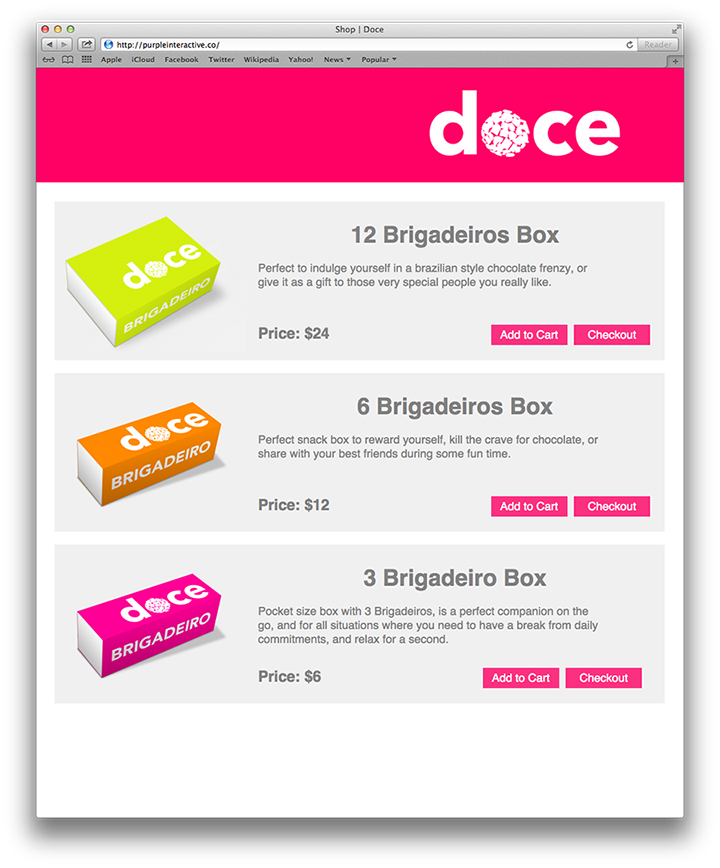 Shop | Doce
http://purpleinteractive.co/
Reader
Apple iCloud Facebook Twitter Wikipedia Yahoo! News Popular
doce
doce
BRIGADEIRO
12 Brigadeiros Box
Perfect to indulge yourself in a brazilian style chocolate frenzy, or
give it as a gift to those very special people you really like.
Price: $24
Add to Cart
Checkout
doce
BRIGADEIRO
6 Brigadeiros Box
Perfect snack box to reward yourself, kill the crave for chocolate, or
share with your best friends during some fun time.
Price: $12
Add to Cart
Checkout
doce
BRIGADEIRO
3 Brigadeiro Box
Pocket size box with 3 Brigadeiros, is a perfect companion on the
go, and for all situations where you need to have a break from daily
commitments, and relax for a second.
Price: $6
Add to Cart
Checkout